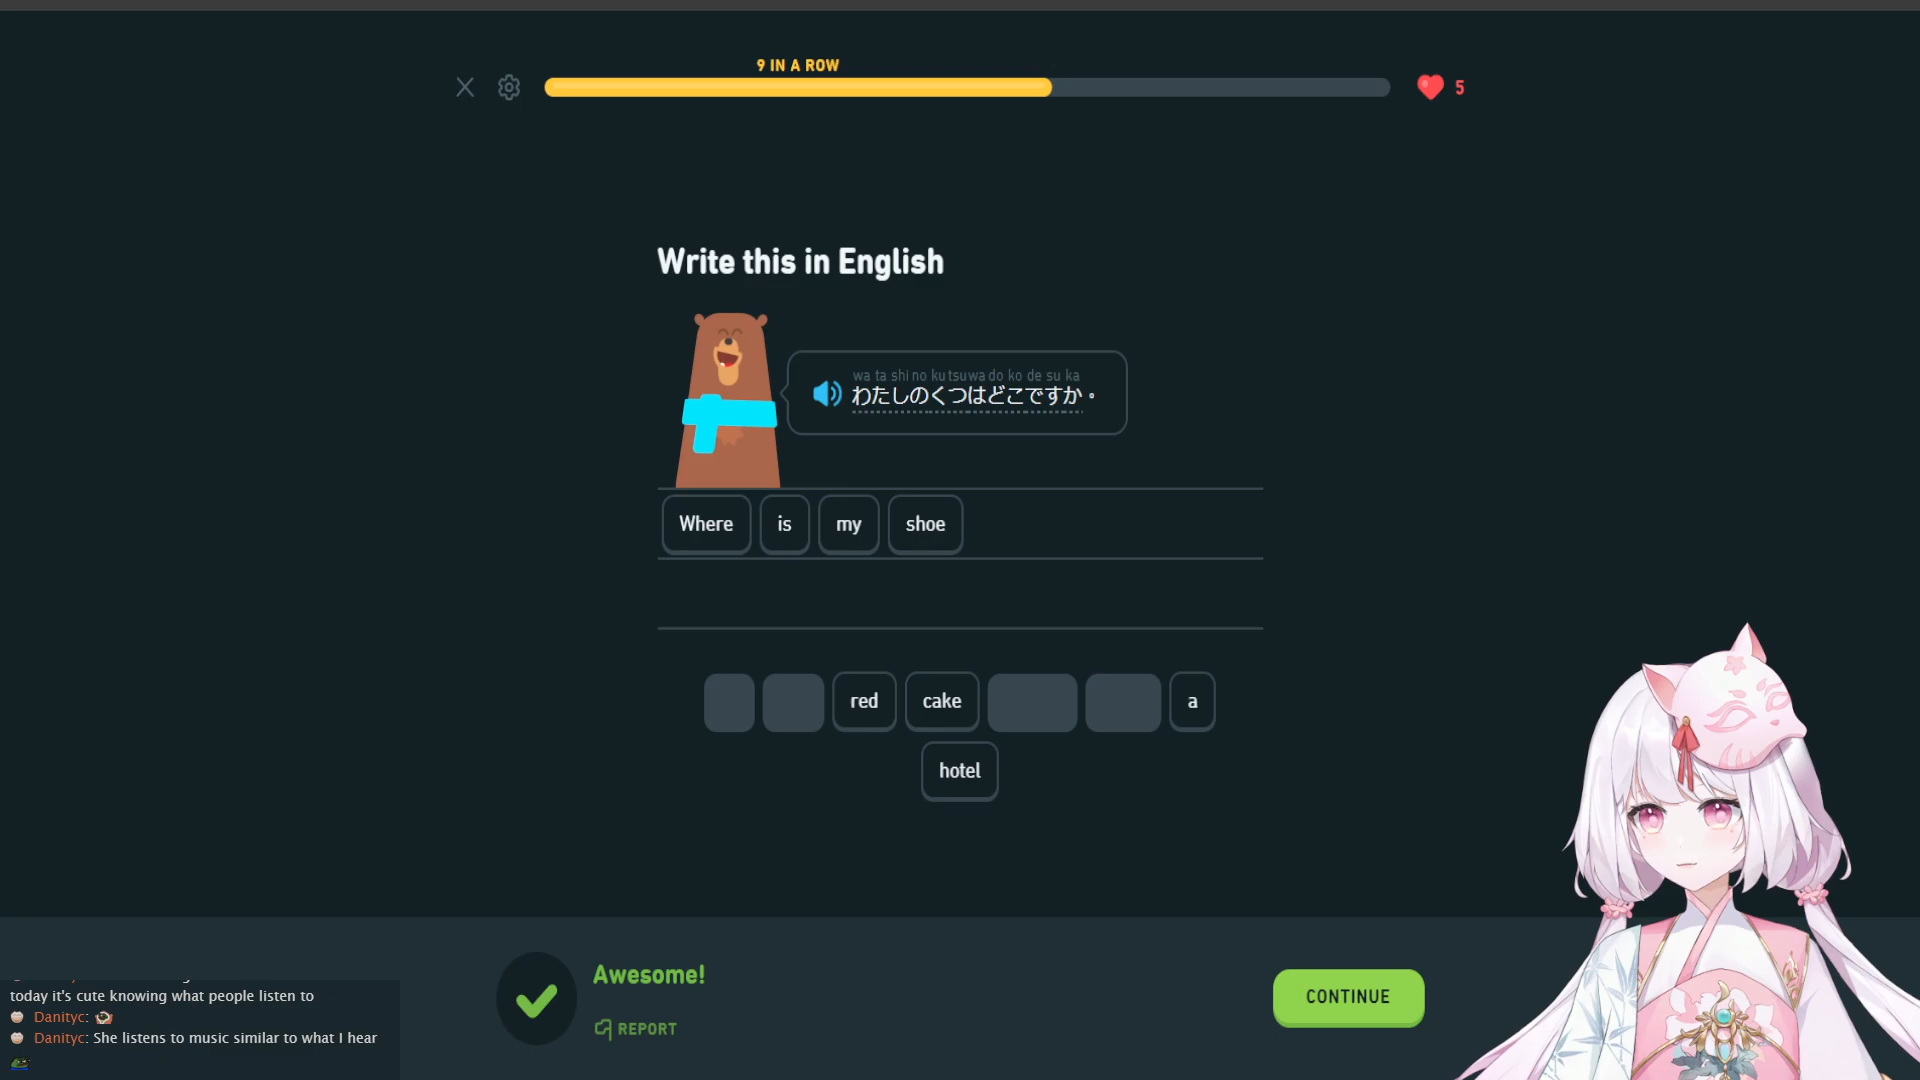 9 IN A ROW
5
Write this in English
wa ta shi no ku tsu wa do ko de su ka
わたしのくつはどこですか。
Where is my shoe
red cake a
hotel
Awesome!
REPORT
CONTINUE
today it's cute knowing what people listen to
Danityc:
Danityc: She listens to music similar to what I hear